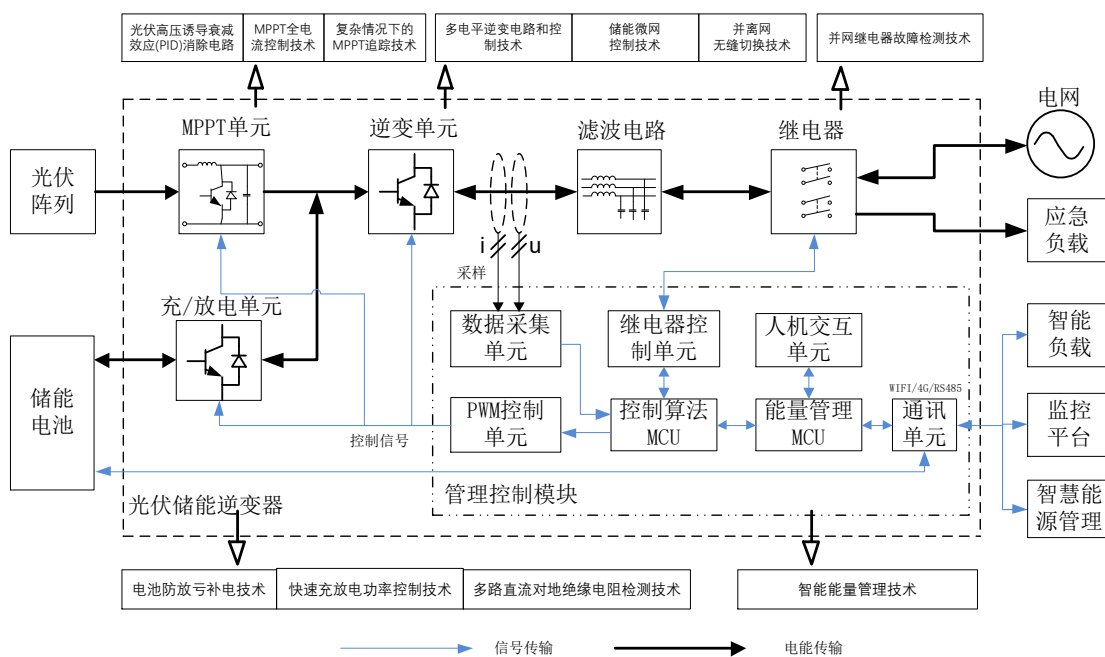 光伏高压诱导衰减
效应(PID)消除电路
MPPT全电
流控制技术
复杂情况下的
MPPT追踪技术
多电平逆变电路和控
制技术
储能微网
控制技术
并离网
无缝切换技术
并网继电器故障检测技术
电网
MPPT单元
逆变单元
滤波电路
继电器
光伏
阵列
应急
负载
i
u
采样
充/放电单元
数据采集
单元
继电器控
制单元
人机交互
单元
智能
负载
储能
电池
WIFI/4G/RS485
PWM控制
单元
控制算法
MCU
能量管理
MCU
通讯
单元
监控
平台
控制信号
管理控制模块
光伏储能逆变器
智慧能
源管理
电池防放亏补电技术
快速充放电功率控制技术
多路直流对地绝缘电阻检测技术
智能能量管理技术
信号传输
电能传输